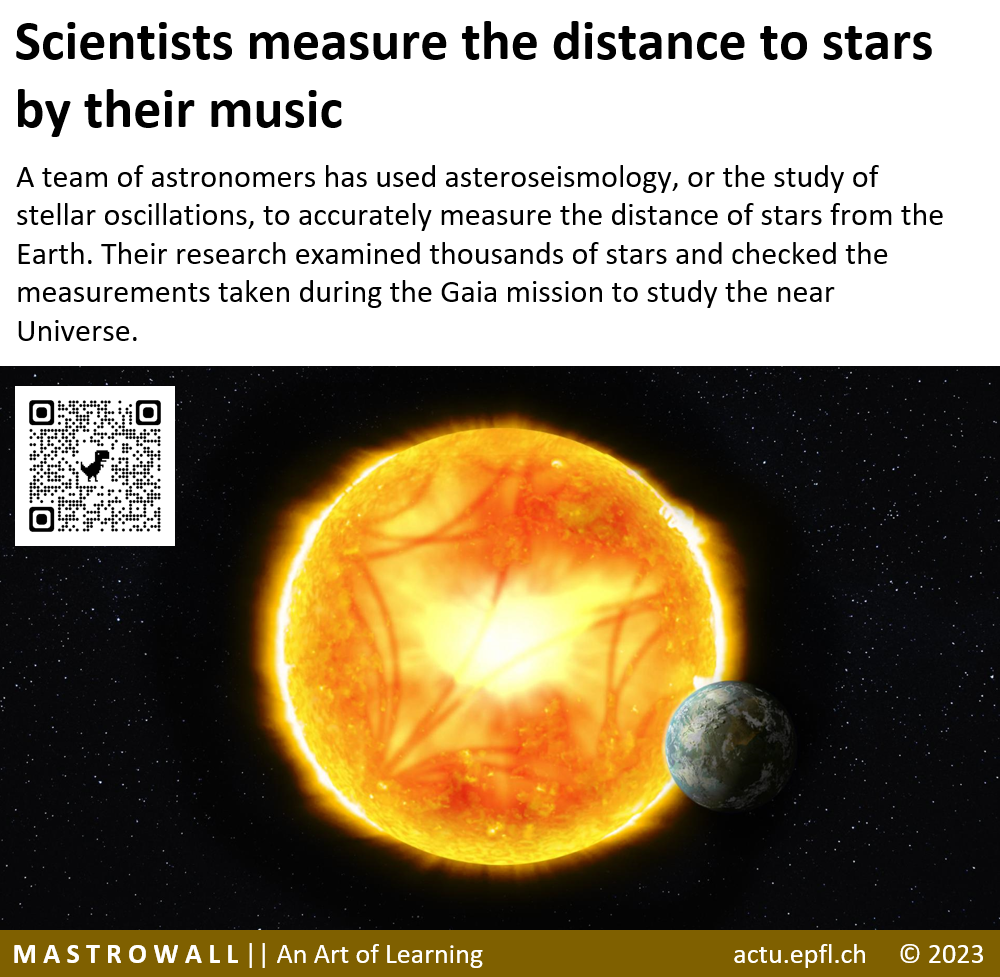 Scientists measure the distance to stars
by their music
A team of astronomers has used asteroseismology, or the study of
stellar oscillations, to accurately measure the distance of stars from the
Earth. Their research examined thousands of stars and checked the
measurements taken during the Gaia mission to study the near
Universe.
MASTROWALL || An Art of Learning
actu.epfl.ch © 2023